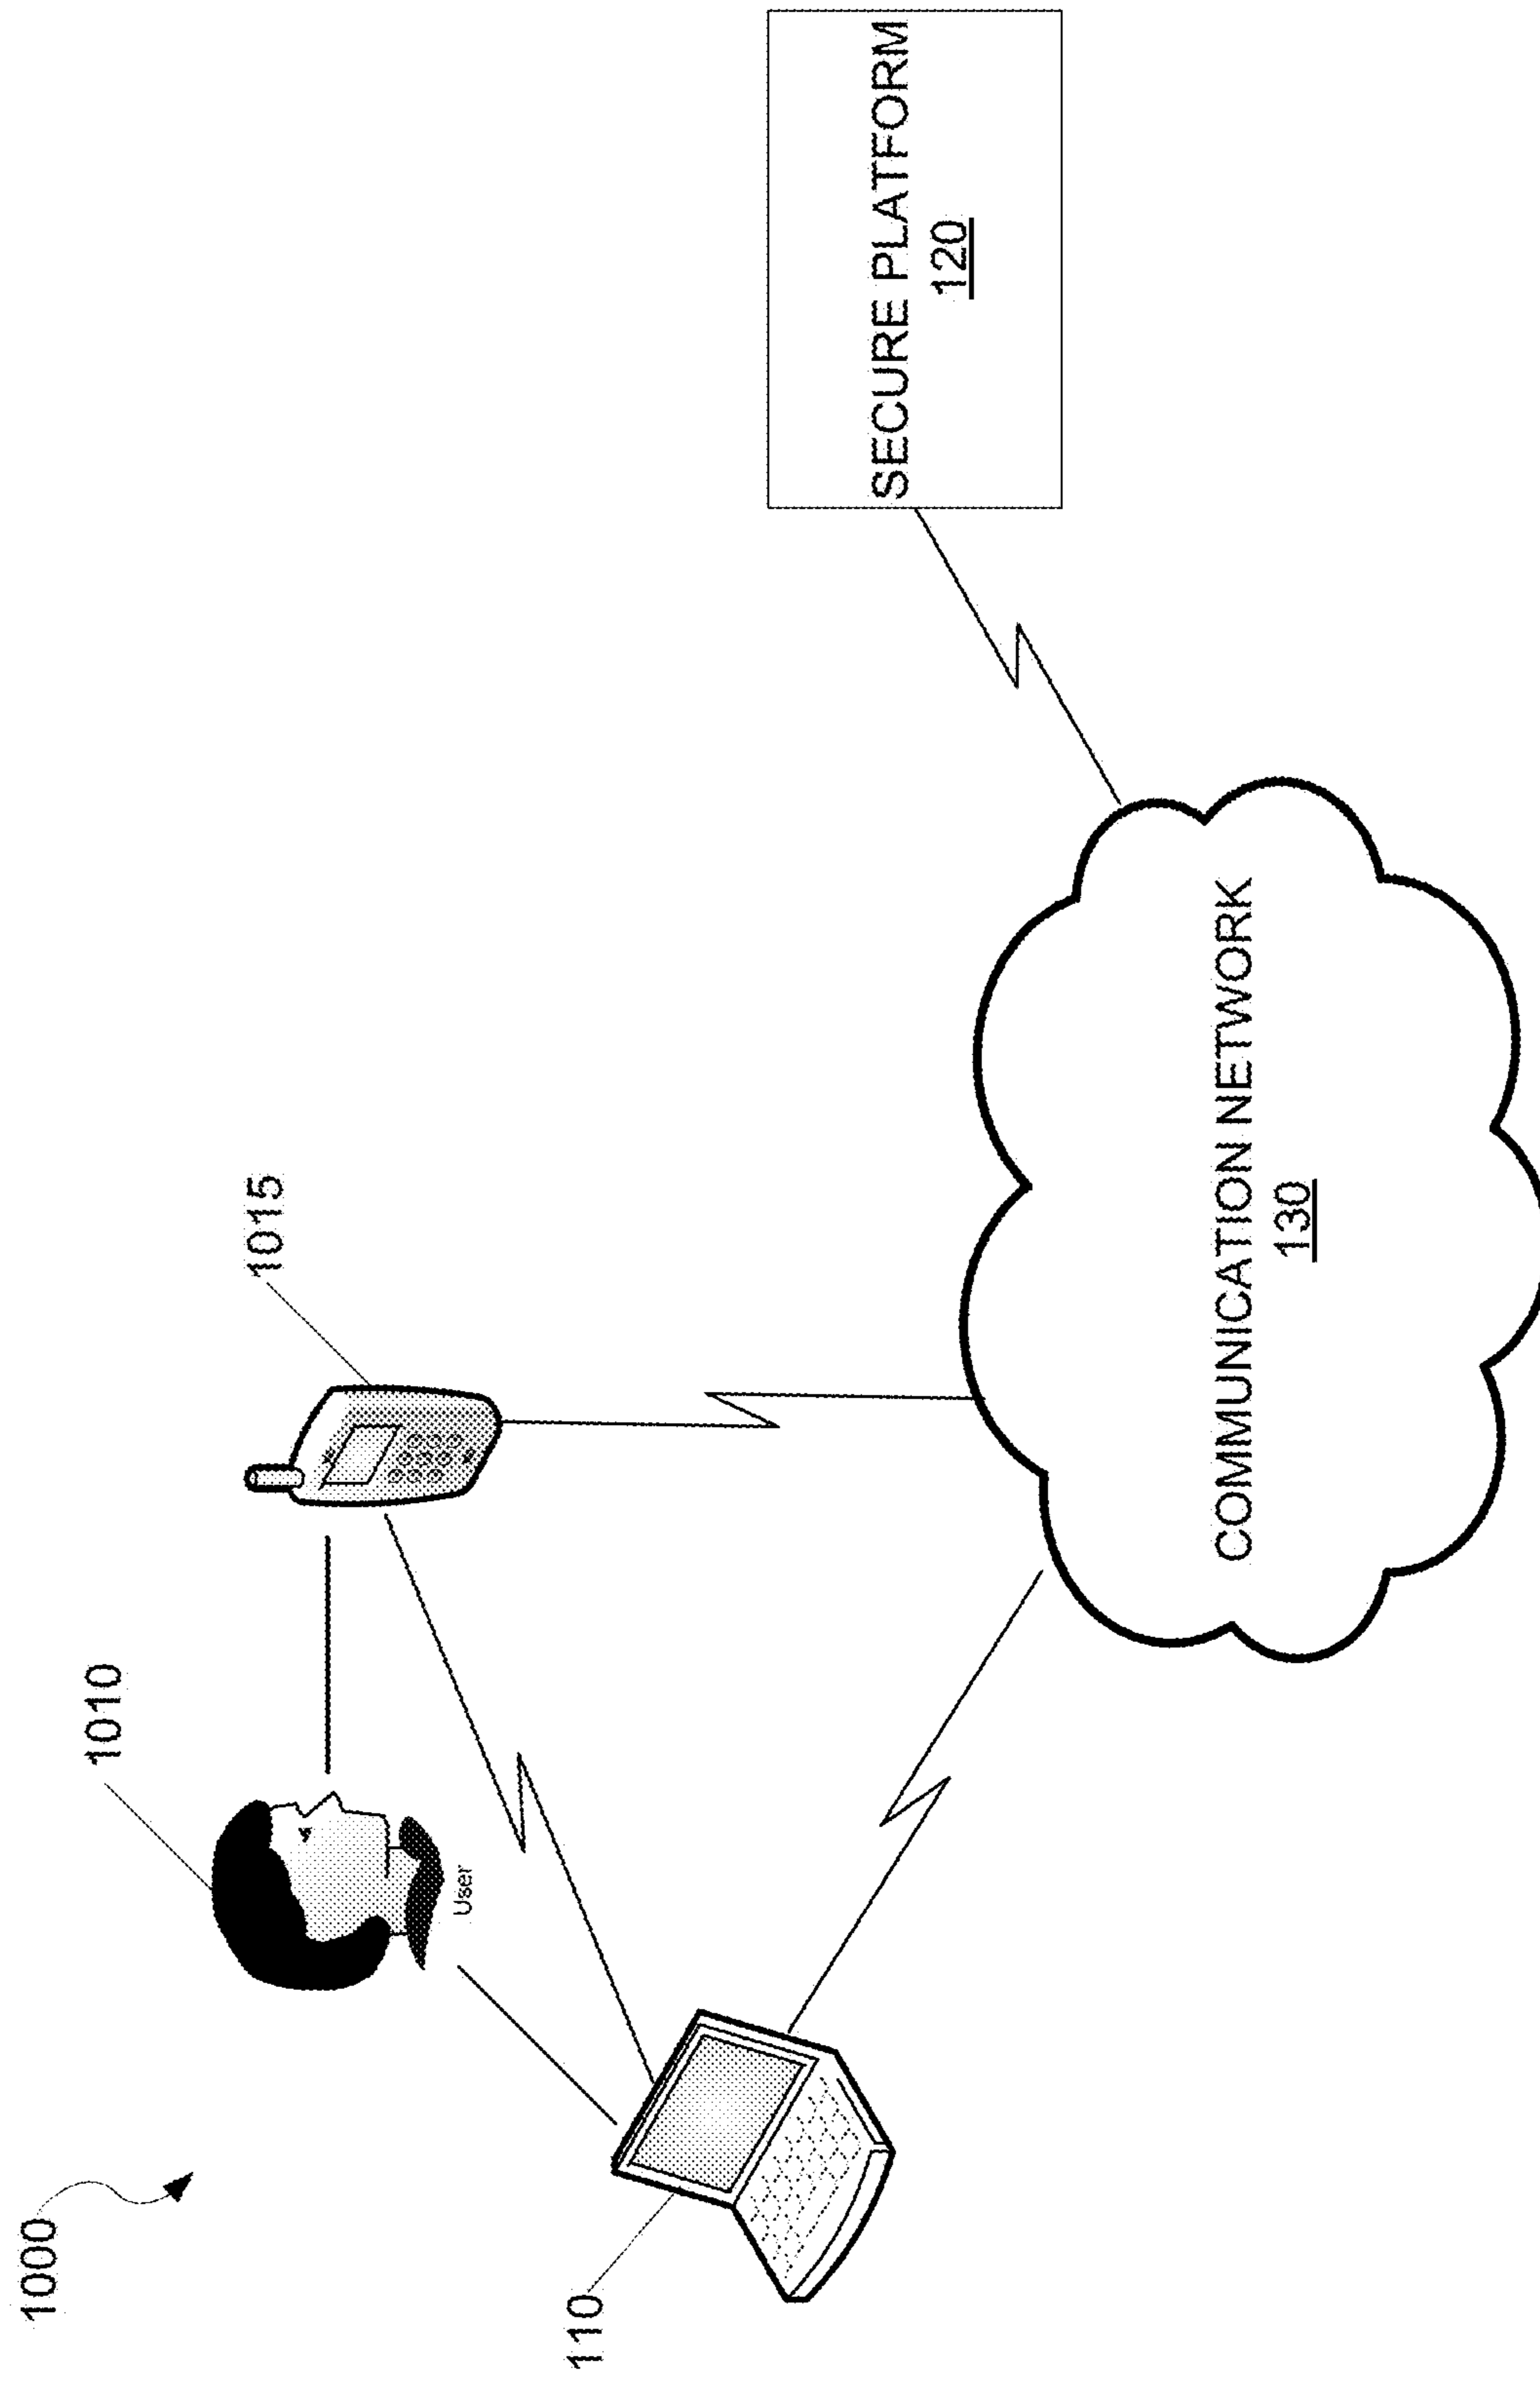 1000
1010
User
1015
110
SECURE PLATFORM
120
COMMUNICATION NETWORK
130